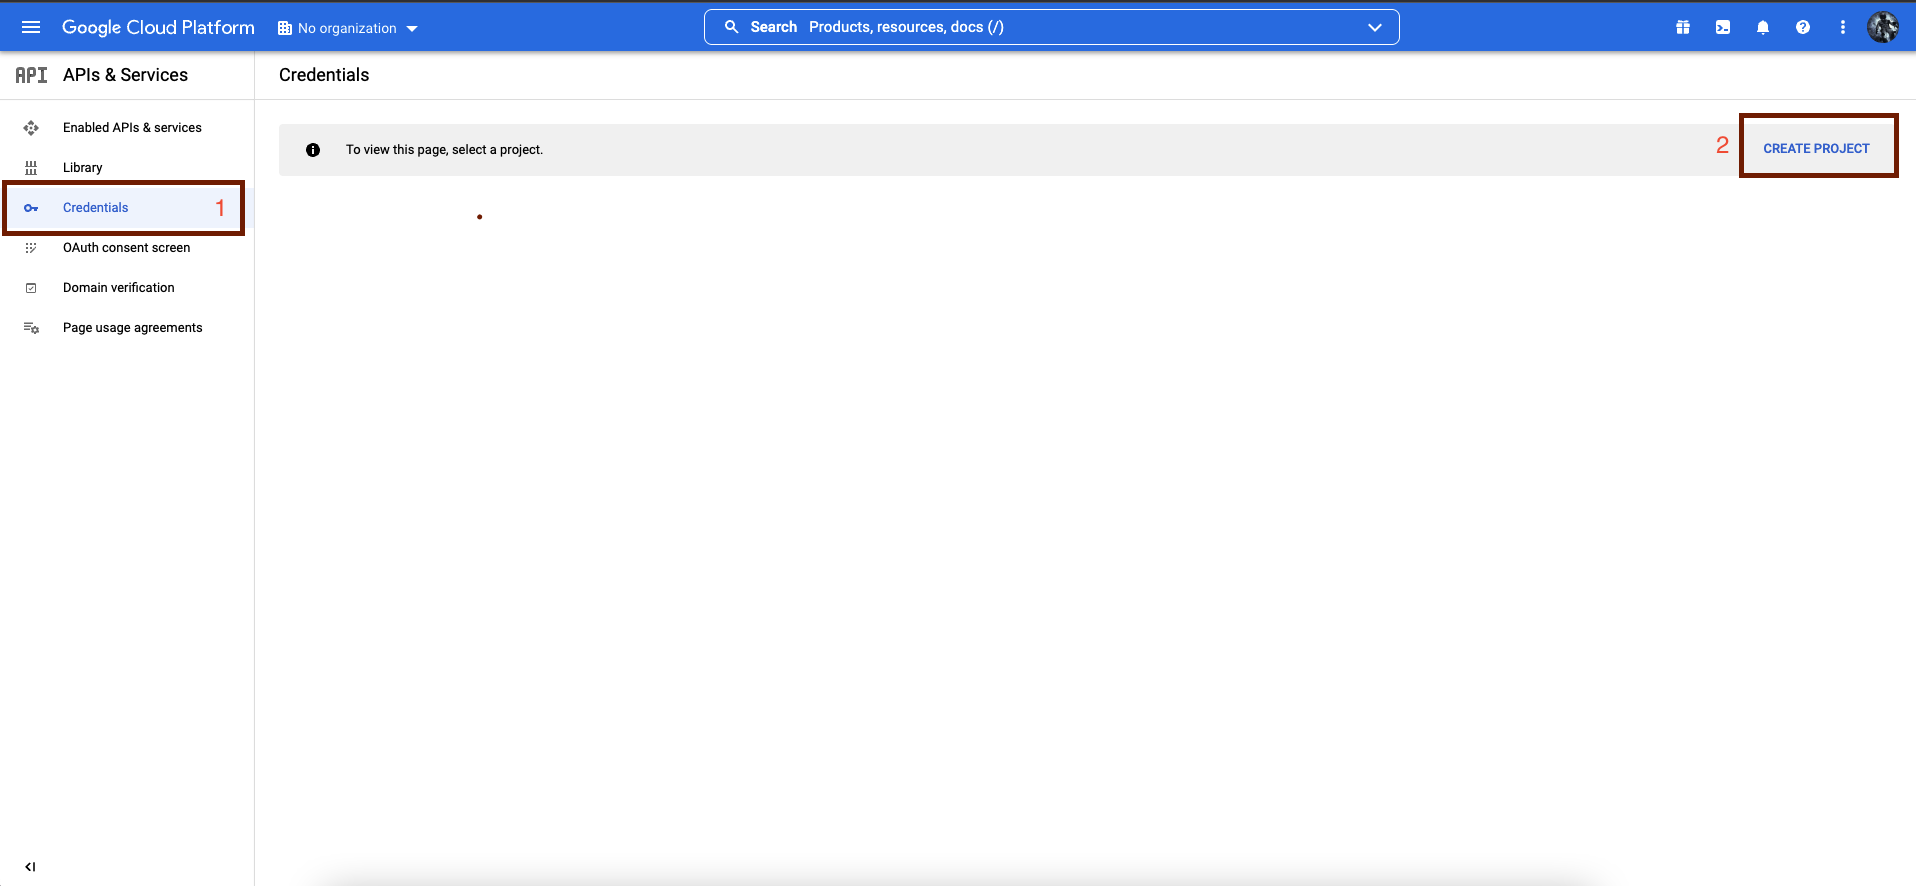 Google Cloud Platform
No organization
Search Products, resources, docs (/)
API APIs & Services
Credentials
Enabled APIs & services
Library
Credentials 1
OAuth consent screen
Domain verification
Page usage agreements
To view this page, select a project.
2 CREATE PROJECT